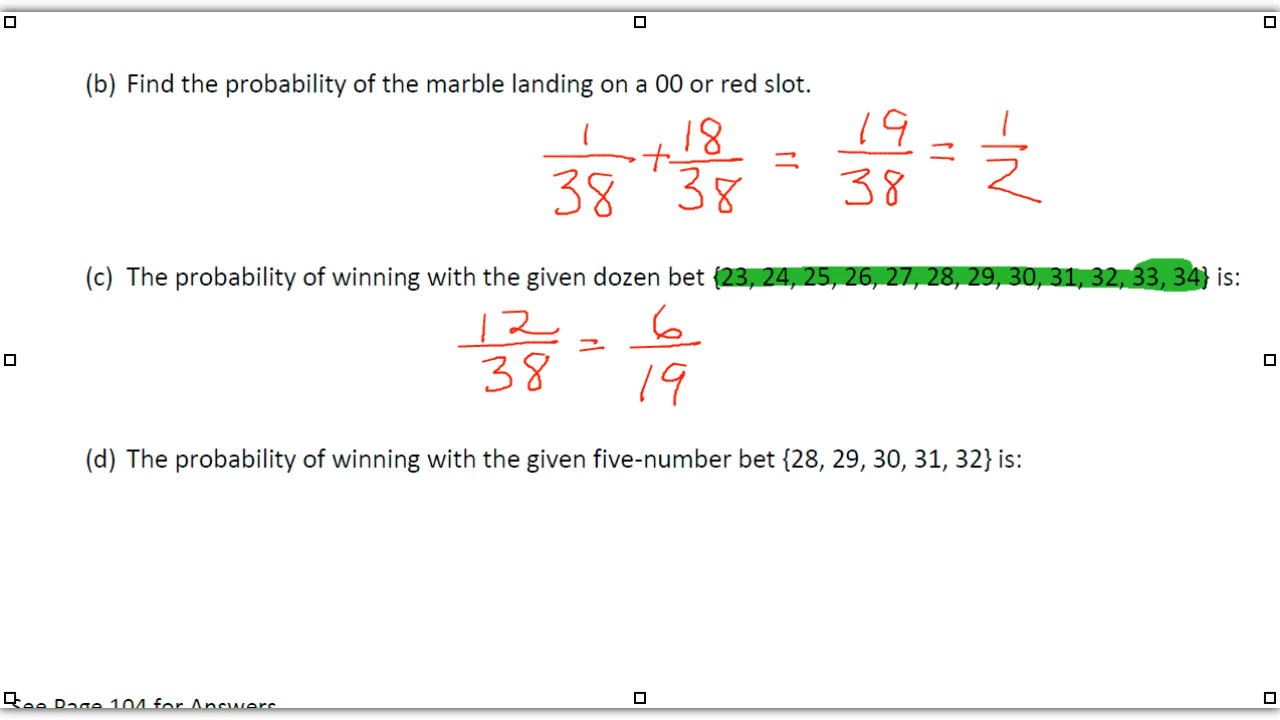 (b) Find the probability of the marble landing on a 00 or red slot.
1/38 + 18/38 = 19/38 = 1/2
(c) The probability of winning with the given dozen bet {23, 24, 25, 26, 27, 28, 29, 30, 31, 32, 33, 34} is:
12/38 = 6/19
(d) The probability of winning with the given five-number bet {28, 29, 30, 31, 32} is:
See Page 104 for Answers